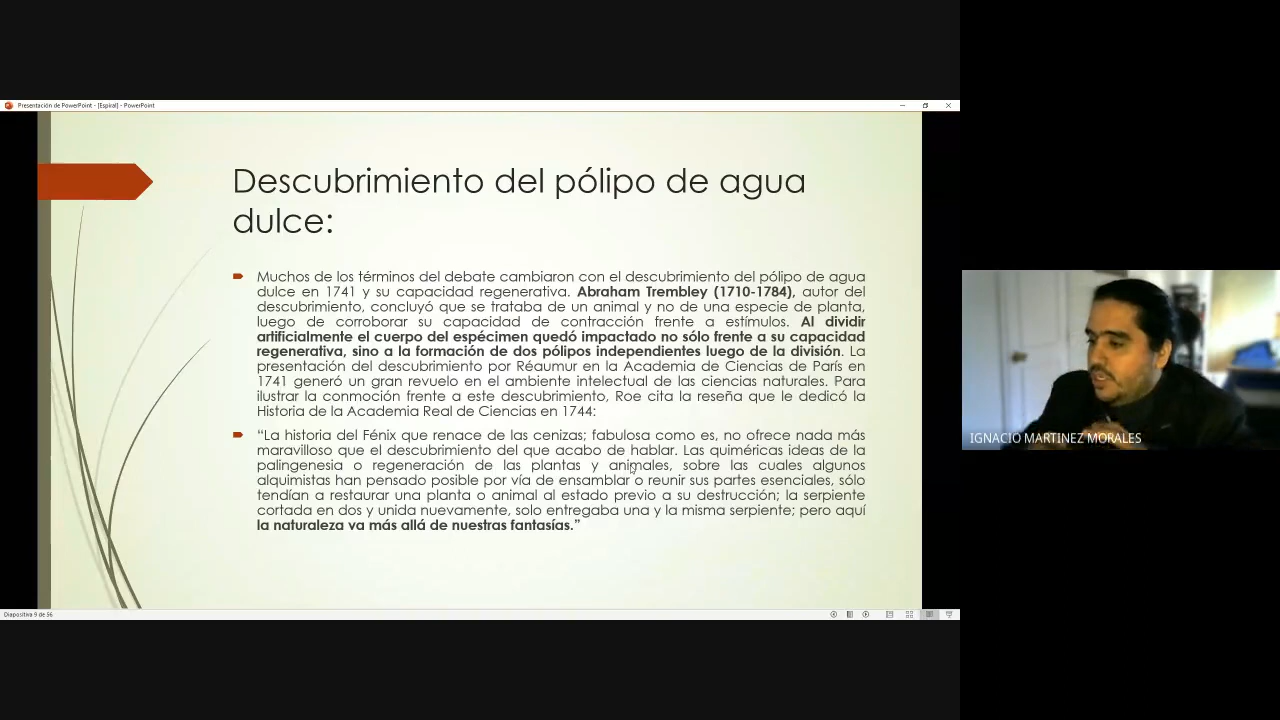 Presentación de PowerPoint - [Espiral] - PowerPoint
Descubrimiento del pólipo de agua
dulce:
Muchos de los términos del debate cambiaron con el descubrimiento del pólipo de agua
dulce en 1741 y su capacidad regenerativa. Abraham Trembley (1710-1784), autor del
descubrimiento, concluyó que se trataba de un animal y no de una especie de planta,
luego de corroborar su capacidad de contracción frente a estímulos. Al dividir
artificialmente el cuerpo del espécimen quedó impactado no sólo frente a su capacidad
regenerativa, sino a la formación de dos pólipos independientes luego de la división. La
presentación del descubrimiento por Réaumur en la Academia de Ciencias de París en
1741 generó un gran revuelo en el ambiente intelectual de las ciencias naturales. Para
ilustrar la conmoción frente a este descubrimiento, Roe cita la reseña que le dedicó la
Historia de la Academia Real de Ciencias en 1744:
“La historia del Fénix que renace de las cenizas; fabulosa como es, no ofrece nada más
maravilloso que el descubrimiento del que acabo de hablar. Las quiméricas ideas de la
palingenesia o regeneración de las plantas y animales, sobre las cuales algunos
alquimistas han pensado posible por vía de ensamblar o reunir sus partes esenciales, sólo
tendían a restaurar una planta o animal al estado previo a su destrucción; la serpiente
cortada en dos y unida nuevamente, solo entregaba una y la misma serpiente; pero aquí
la naturaleza va más allá de nuestras fantasías.”
IGNACIO MARTINEZ MORALES
Diapositiva 9 de 56